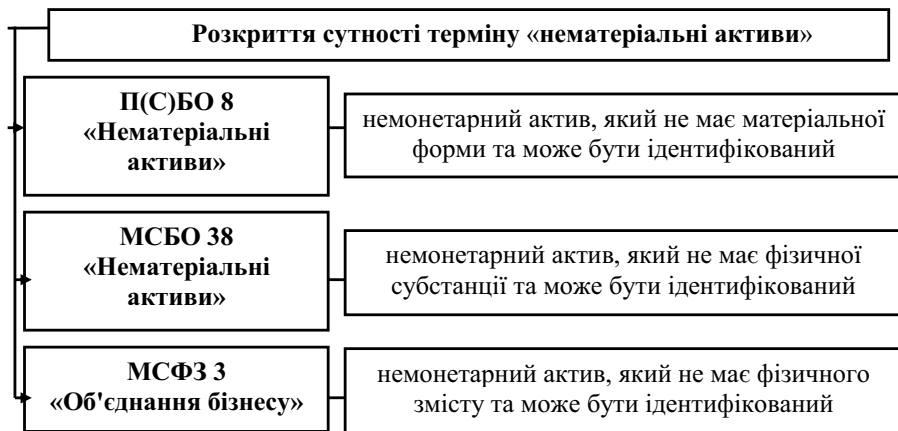 Розкриття сутності терміну «нематеріальні активи»
П(С)БО 8
«Нематеріальні
активи»
немонетарний актив, який не має матеріальної
форми та може бути ідентифікований
МСБО 38
«Нематеріальні
активи»
немонетарний актив, який не має фізичної
субстанції та може бути ідентифікований
МСФЗ 3
«Об'єднання бізнесу»
немонетарний актив, який не має фізичного
змісту та може бути ідентифікований